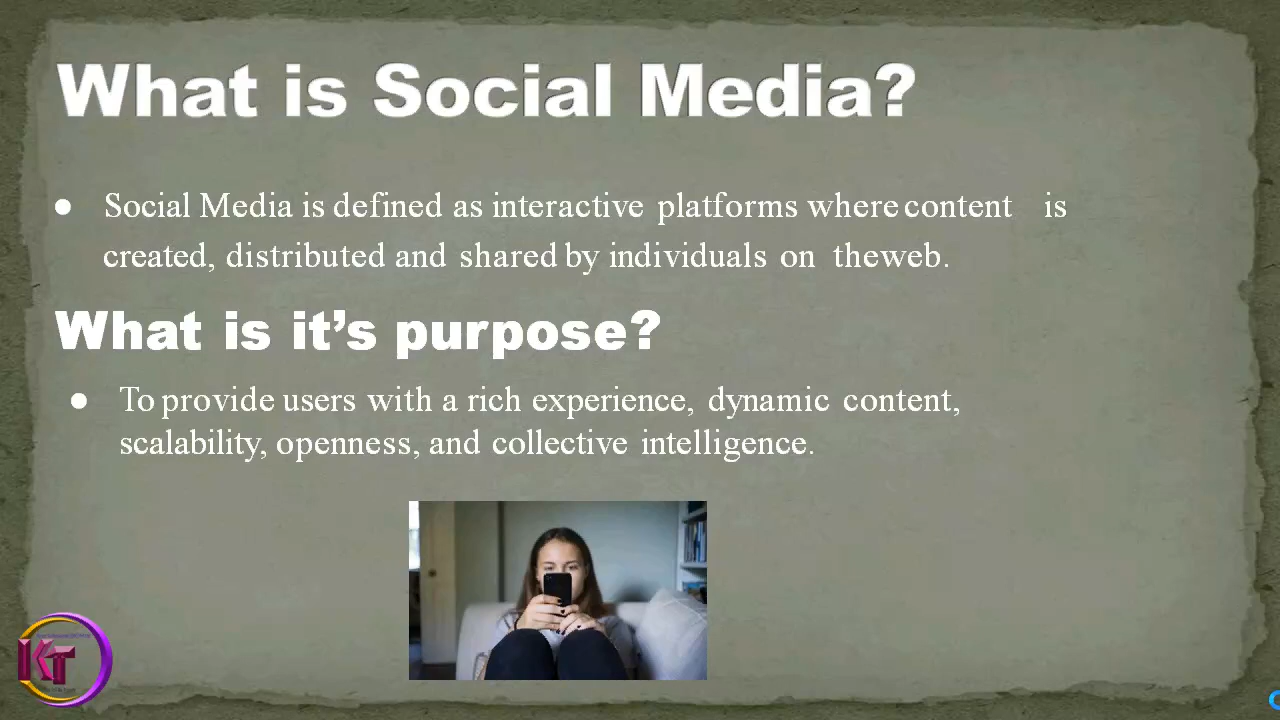 What is Social Media?
● Social Media is defined as interactive platforms where content is
created, distributed and shared by individuals on theweb.
What is it’s purpose?
● To provide users with a rich experience, dynamic content,
scalability, openness, and collective intelligence.
KT